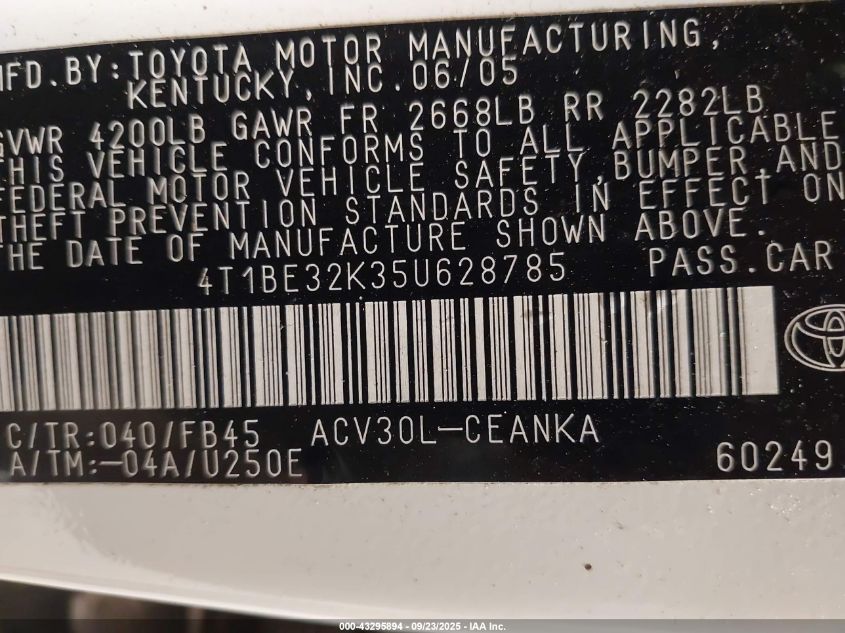 MFD. BY: TOYOTA MOTOR MANUFACTURING,
KENTUCKY, INC. 06/05
GVWR 4200LB GAWR FR 2668LB RR 2282LB
THIS VEHICLE CONFORMS TO ALL APPLICABLE
FEDERAL MOTOR VEHICLE SAFETY, BUMPER, AND
THEFT PREVENTION STANDARDS IN EFFECT ON
THE DATE OF MANUFACTURE SHOWN ABOVE.
4T1BE32K35U628785 PASS. CAR
C/TR: 040/FB45 ACV30L-CEANKA
A/TM:-04A/U250E 60249
000-43295894 - 09/23/2025 - IAA Inc.